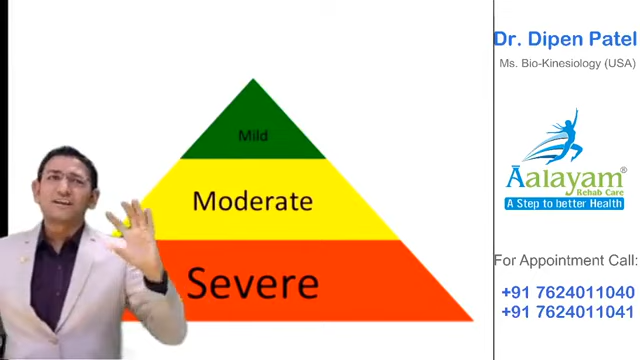 Mild
Moderate
Severe
Dr. Dipen Patel
Ms. Bio-Kinesiology (USA)
Āalayam®
Rehab Care
A Step to better Health
For Appointment Call:
+91 7624011040
+91 7624011041